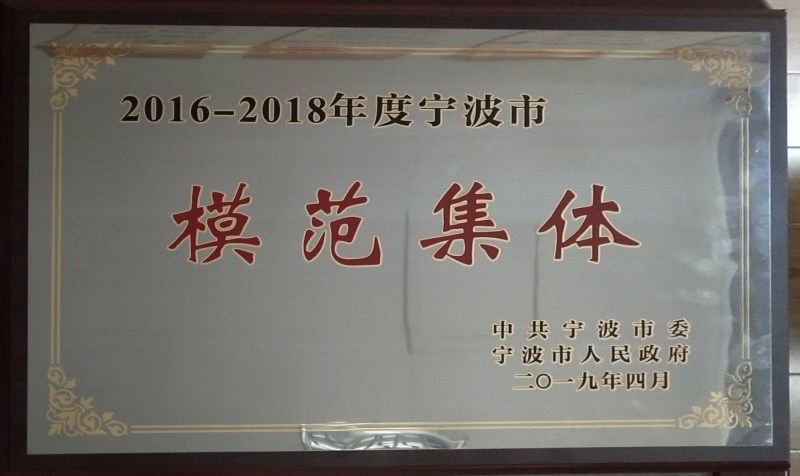 2016-2018年度宁波市
模范集体
中共宁波市委
宁波市人民政府
二〇一九年四月